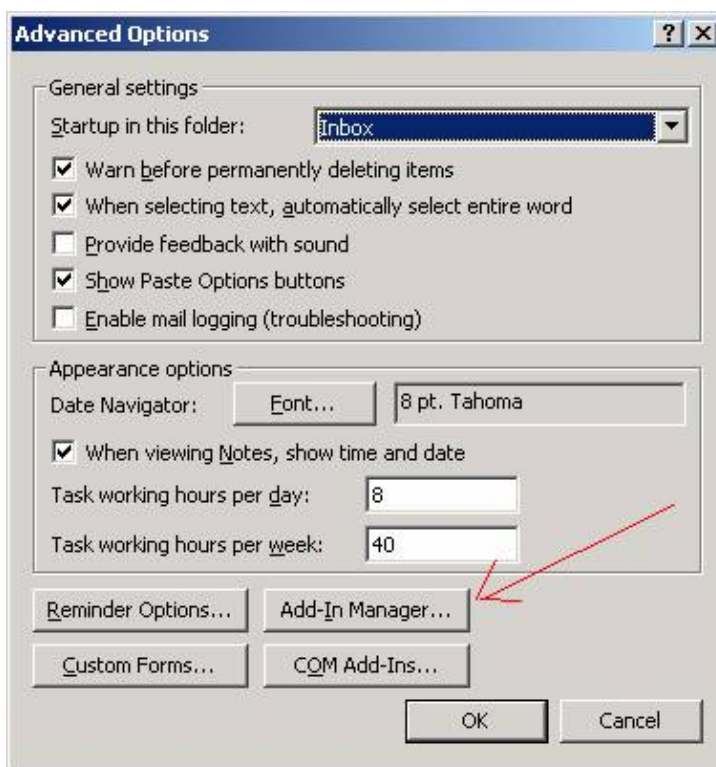 Advanced Options
General settings
Startup in this folder: Inbox
Warn before permanently deleting items
When selecting text, automatically select entire word
Provide feedback with sound
Show Paste Options buttons
Enable mail logging (troubleshooting)
Appearance options
Date Navigator: Font... 8 pt. Tahoma
When viewing Notes, show time and date
Task working hours per day: 8
Task working hours per week: 40
Reminder Options... Add-In Manager...
Custom Forms... COM Add-Ins...
OK Cancel